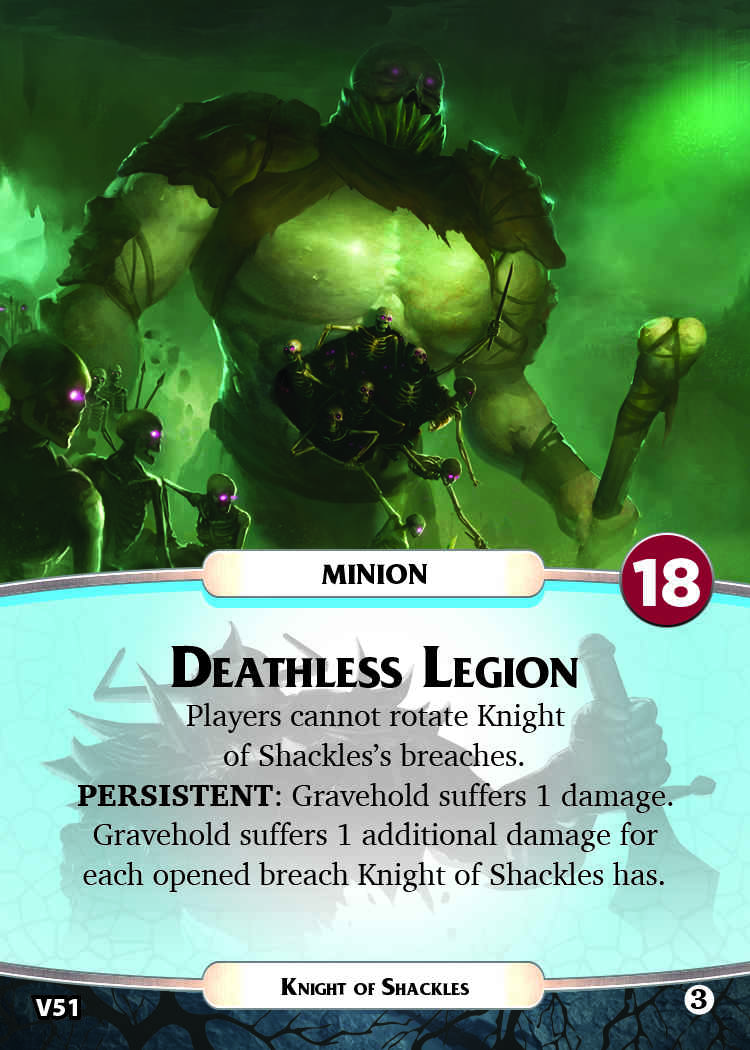 MINION
18
Deathless Legion
Players cannot rotate Knight
of Shackles’s breaches.
PERSISTENT: Gravehold suffers 1 damage.
Gravehold suffers 1 additional damage for
each opened breach Knight of Shackles has.
Knight of Shackles
V51
3